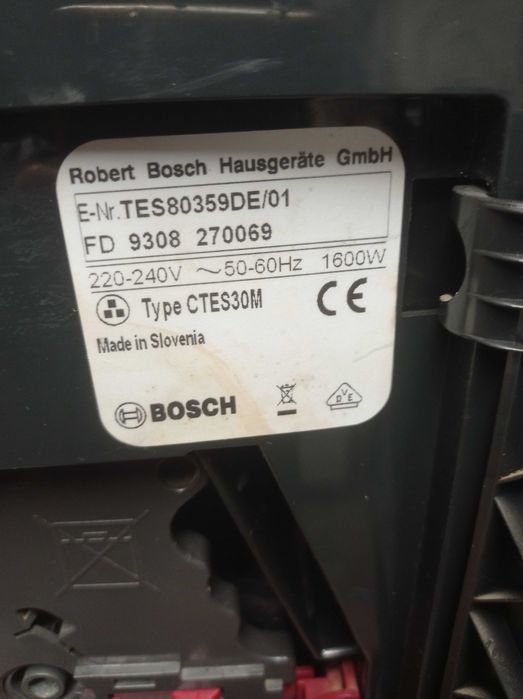 Robert Bosch Hausgeräte GmbH
E-Nr.TES80359DE/01
FD 9308 270069
220-240V ~50-60Hz 1600W
Type CTES30M CE
Made in Slovenia
BOSCH
VDE